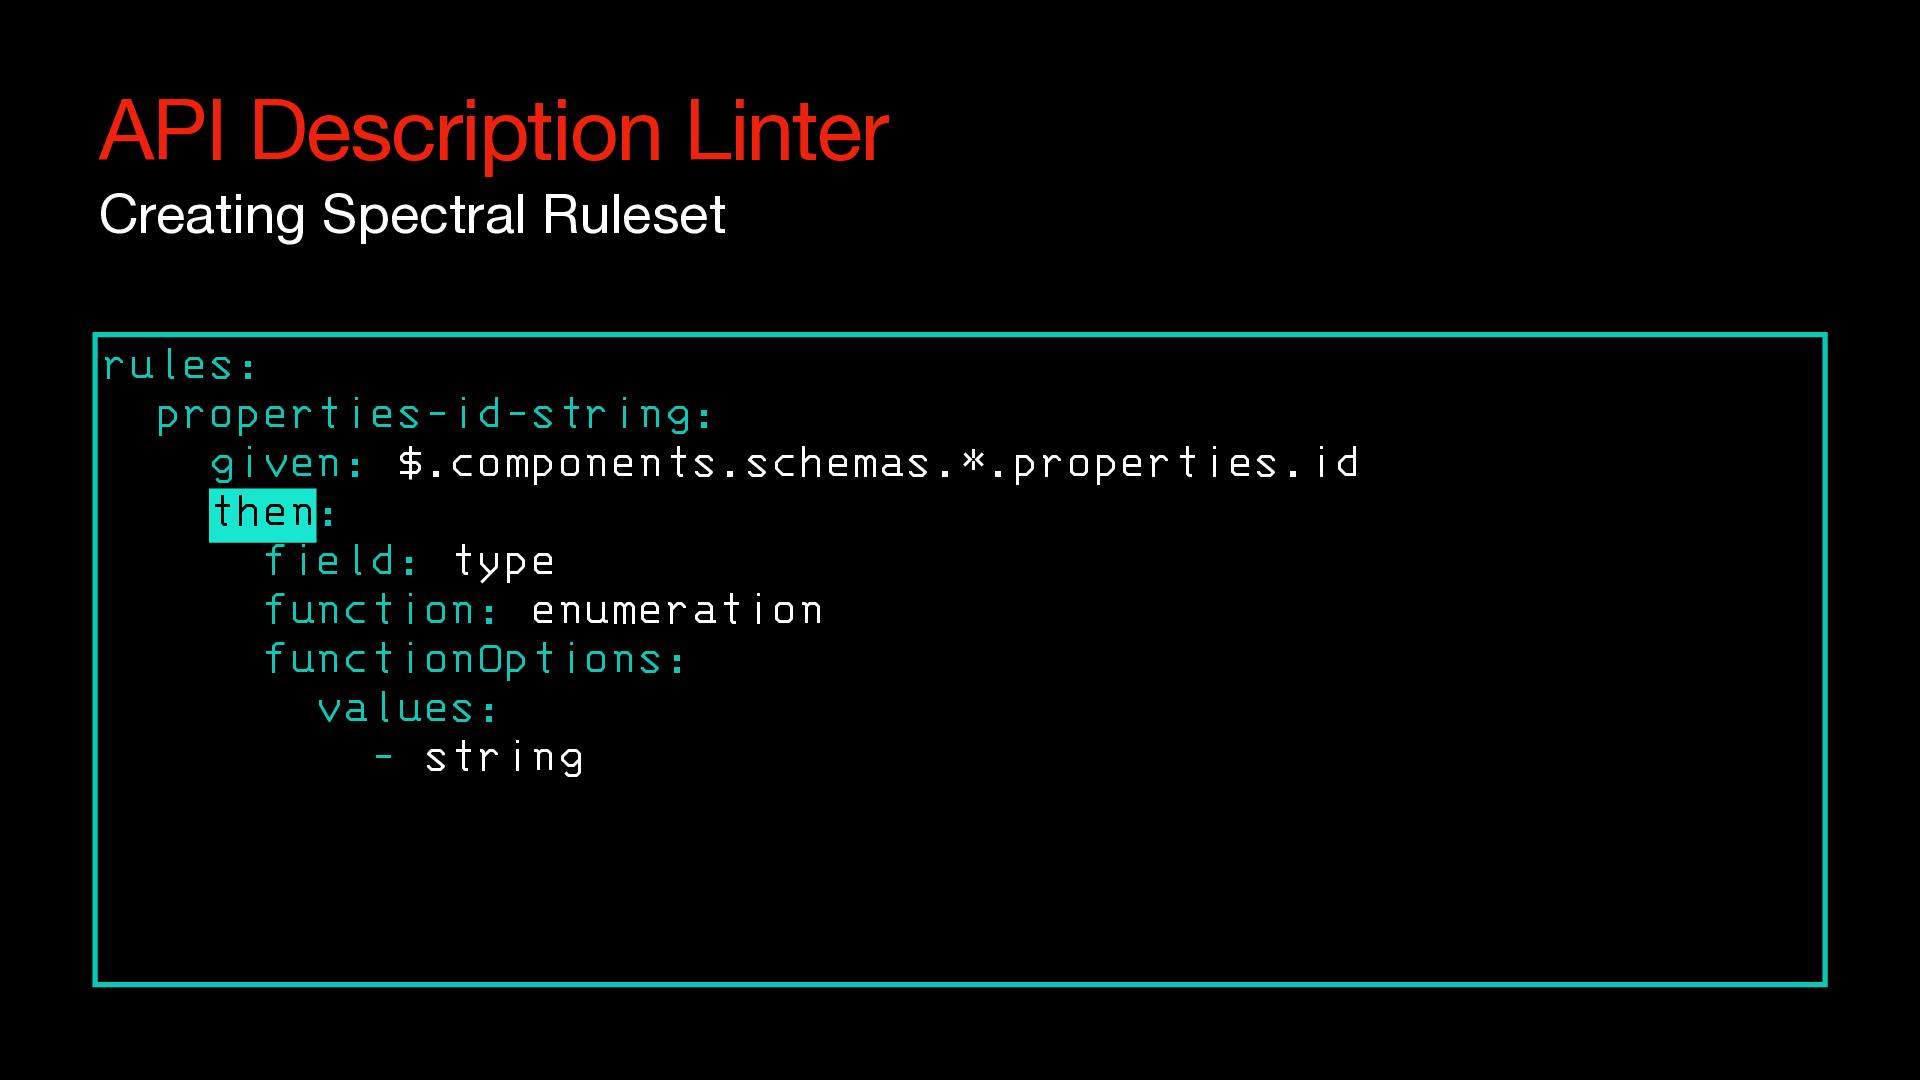 API Description Linter
Creating Spectral Ruleset
rules:
  properties-id-string:
    given: $.components.schemas.*.properties.id
    then:
      field: type
      function: enumeration
      functionOptions:
        values:
          - string